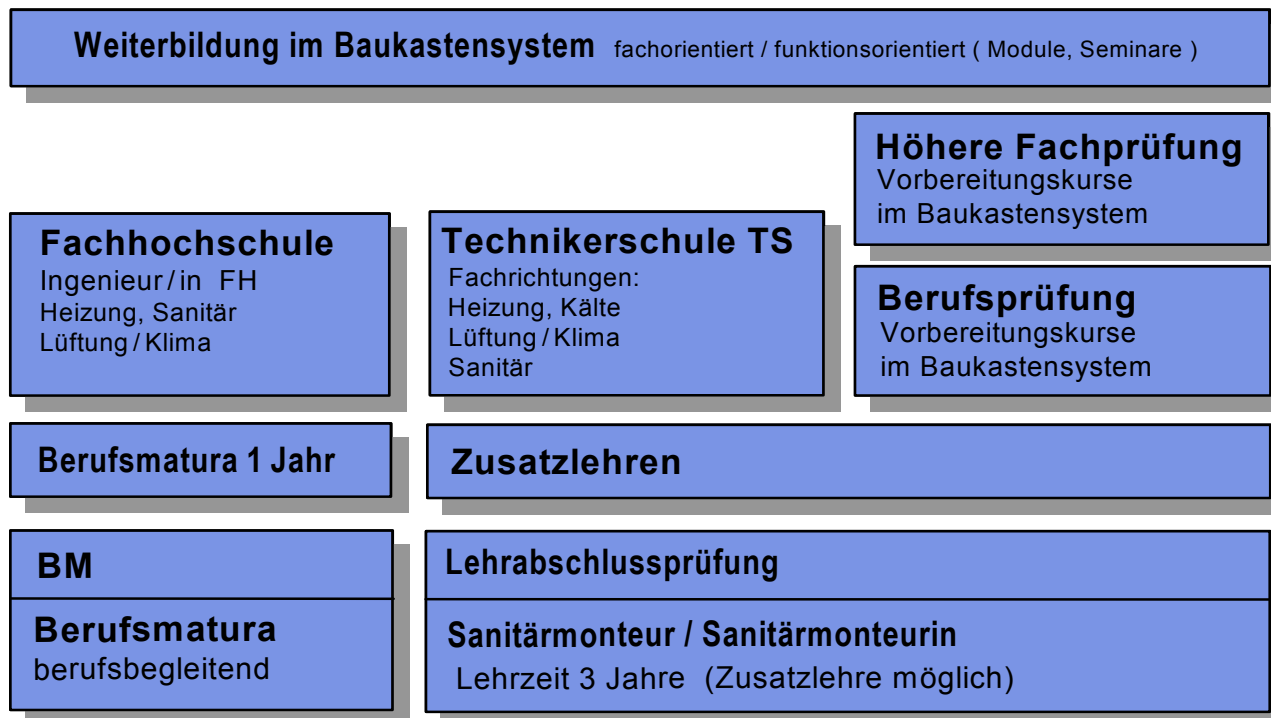 Weiterbildung im Baukastensystem fachorientiert / funktionsorientiert ( Module, Seminare )
Höhere Fachprüfung
Vorbereitungskurse
im Baukastensystem
Fachhochschule
Ingenieur / in FH
Heizung, Sanitär
Lüftung / Klima
Technikerschule TS
Fachrichtungen:
Heizung, Kälte
Lüftung / Klima
Sanitär
Berufsprüfung
Vorbereitungskurse
im Baukastensystem
Berufsmatura 1 Jahr
Zusatzlehren
BM
Berufsmatura
berufsbegleitend
Lehrabschlussprüfung
Sanitärmonteur / Sanitärmonteurin
Lehrzeit 3 Jahre (Zusatzlehre möglich)